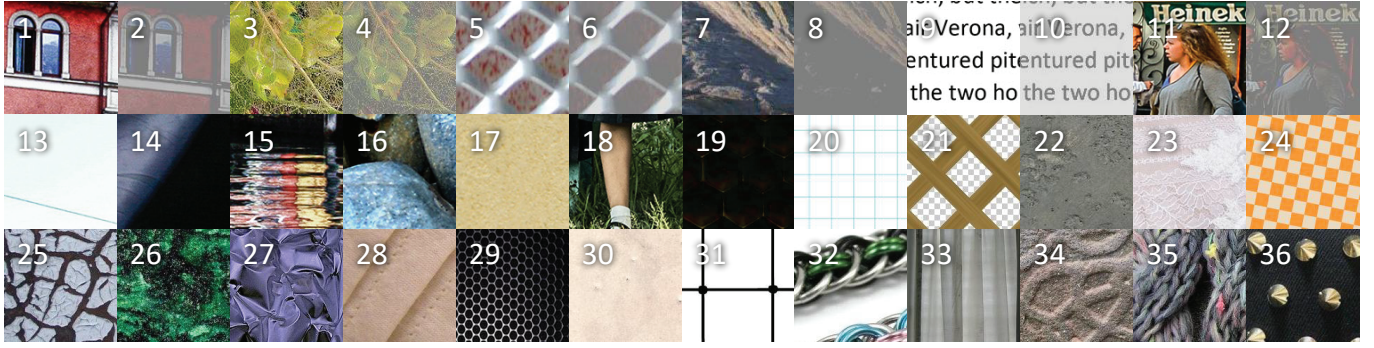 1 2 3 4 5 6 7 8 9 10 11 12
Heinek Heinek
but the
Verona,
entured pit entured pit
the two ho the two ho
13 14 15 16 17 18 19 20 21 22 23 24
25 26 27 28 29 30 31 32 33 34 35 36